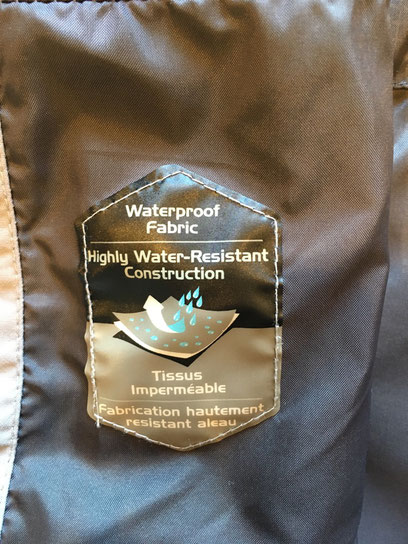 Waterproof
Fabric
Highly Water-Resistant
Construction
Tissus
Imperméable
Fabrication hautement
resistant aleau